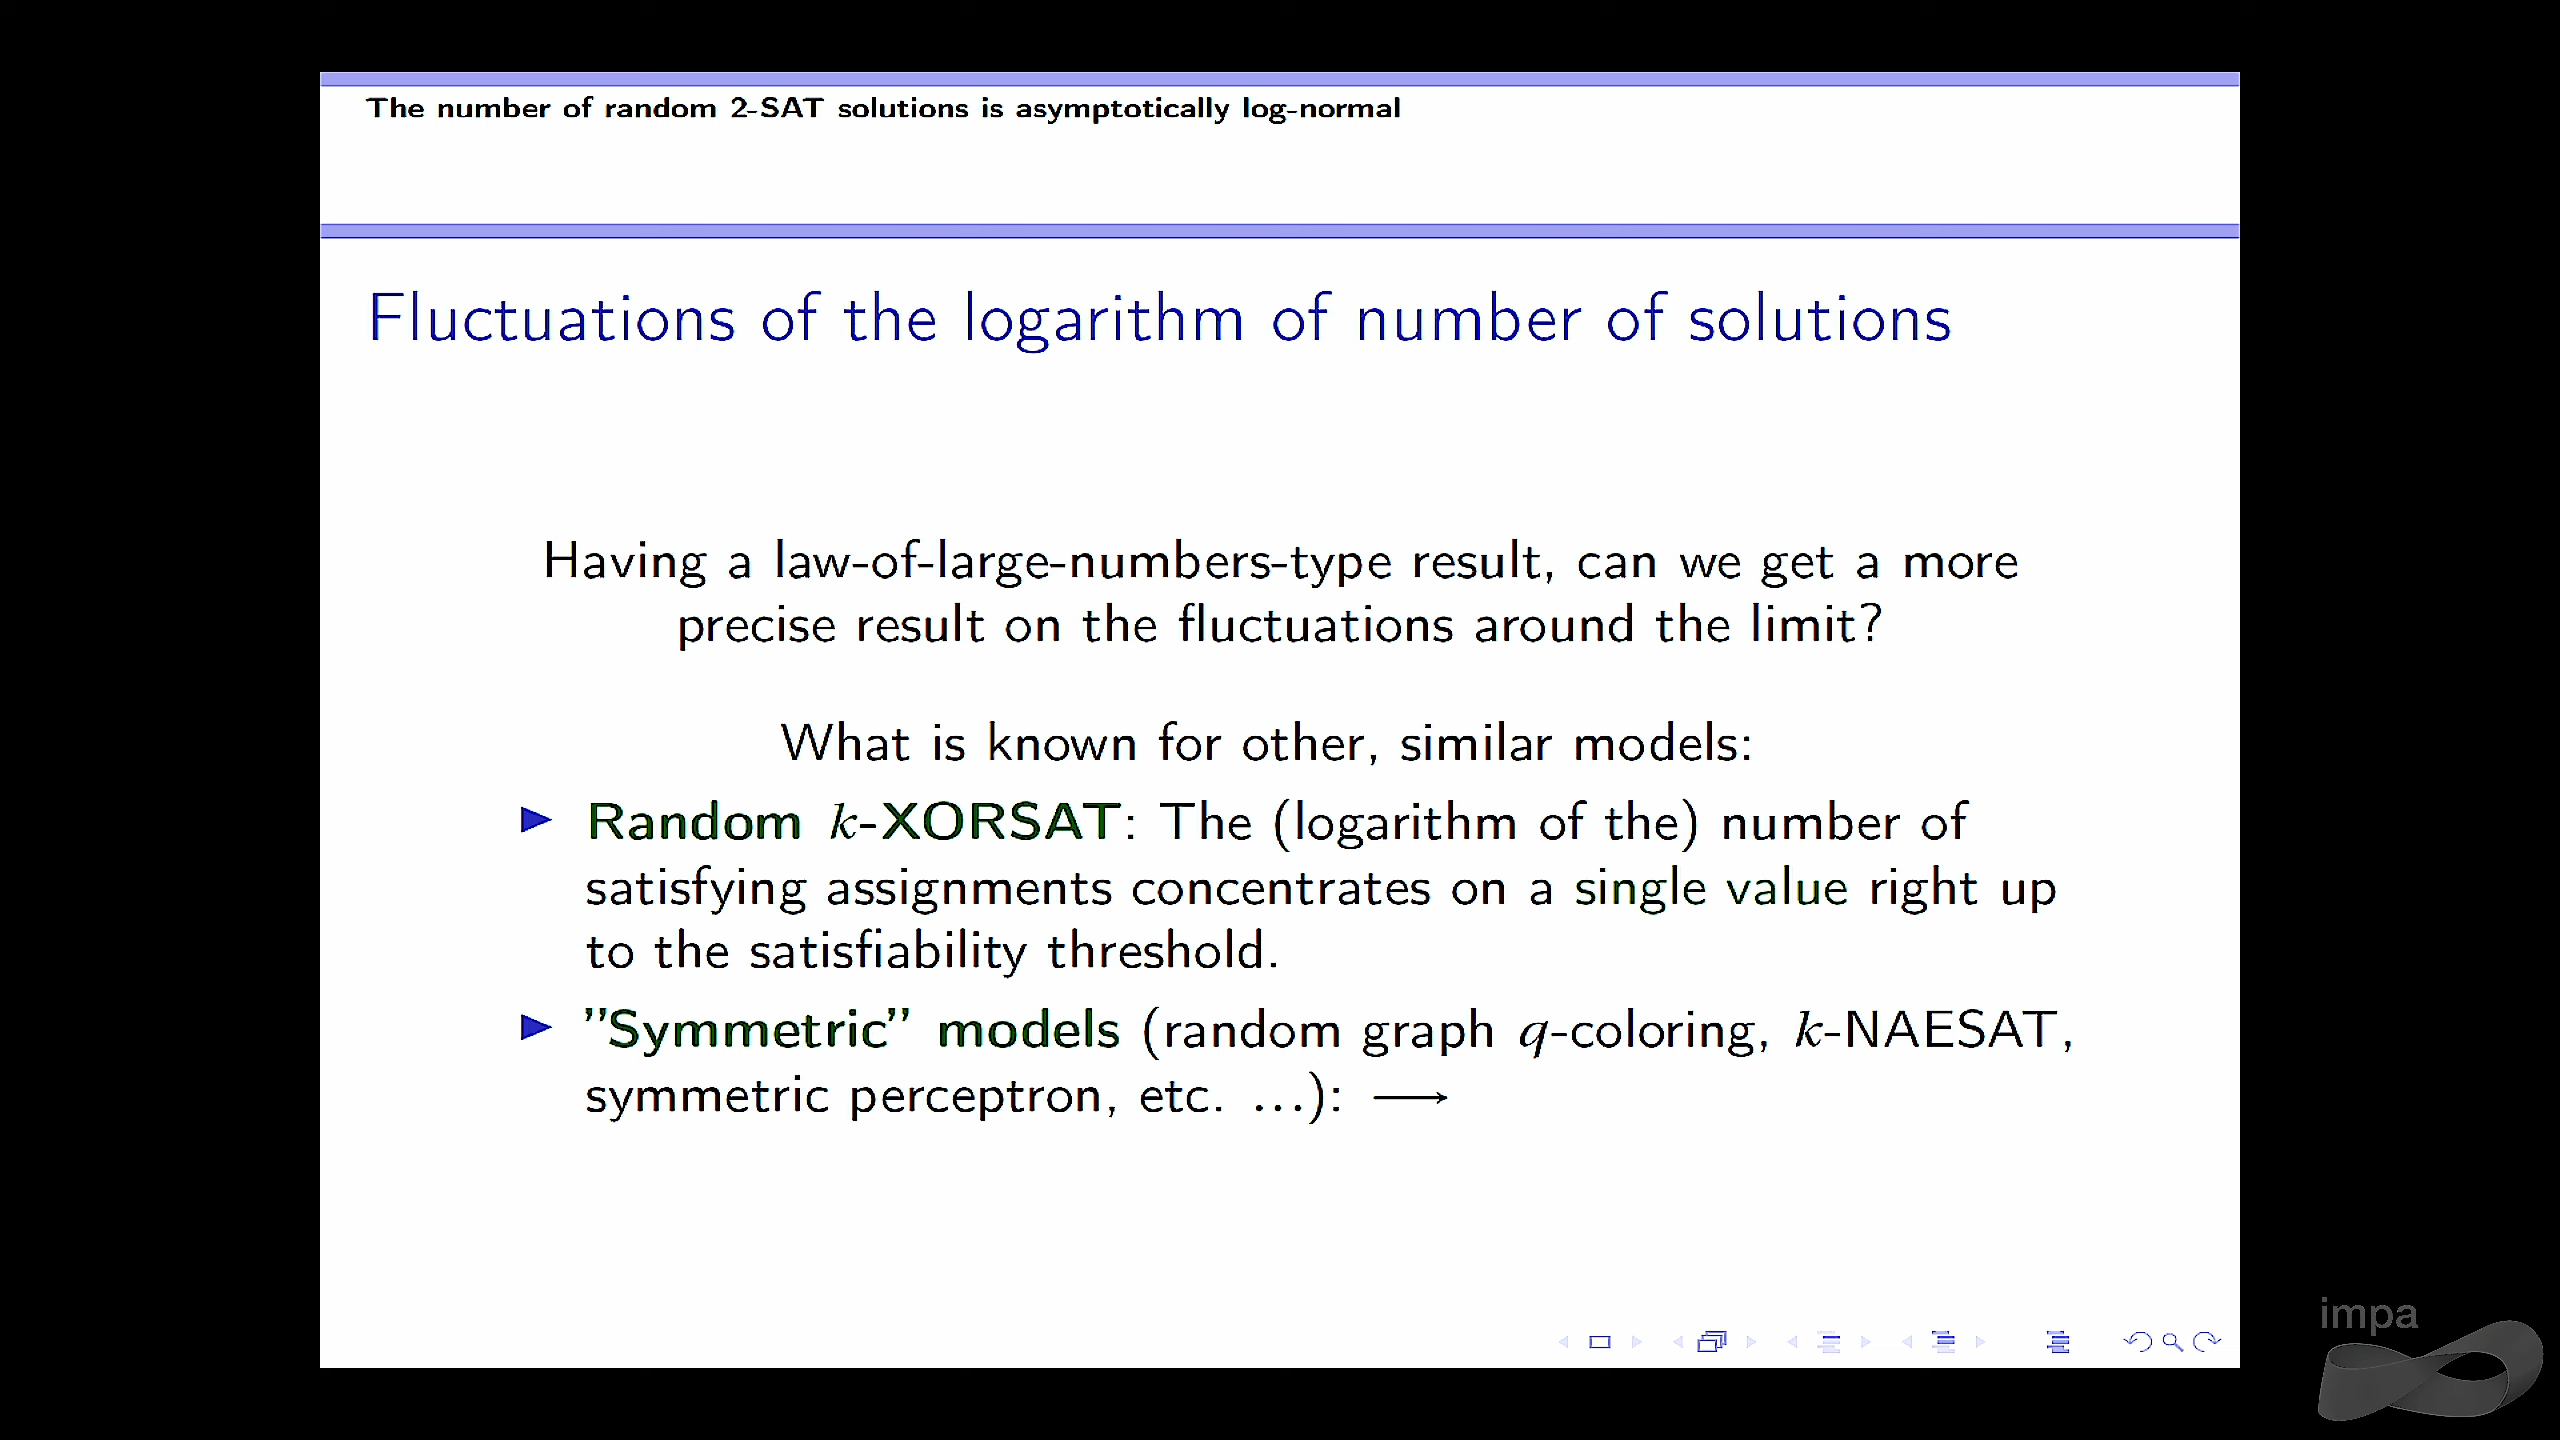 The number of random 2-SAT solutions is asymptotically log-normal
Fluctuations of the logarithm of number of solutions
Having a law-of-large-numbers-type result, can we get a more
precise result on the fluctuations around the limit?
What is known for other, similar models:
Random k-XORSAT: The (logarithm of the) number of
satisfying assignments concentrates on a single value right up
to the satisfiability threshold.
”Symmetric” models (random graph q-coloring, k-NAESAT,
symmetric perceptron, etc. ...): ⟶
impa